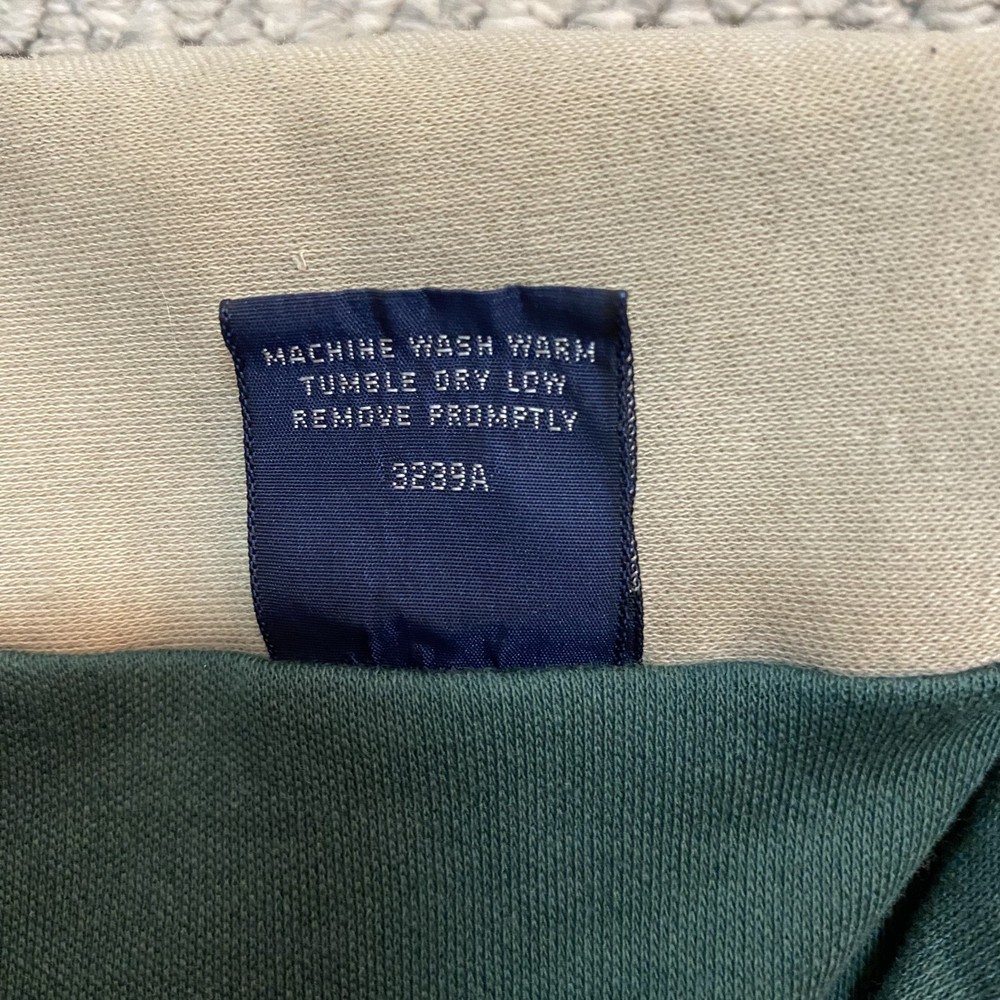 MACHINE WASH WARM
TUMBLE DRY LOW
REMOVE PROMPTLY
3239A